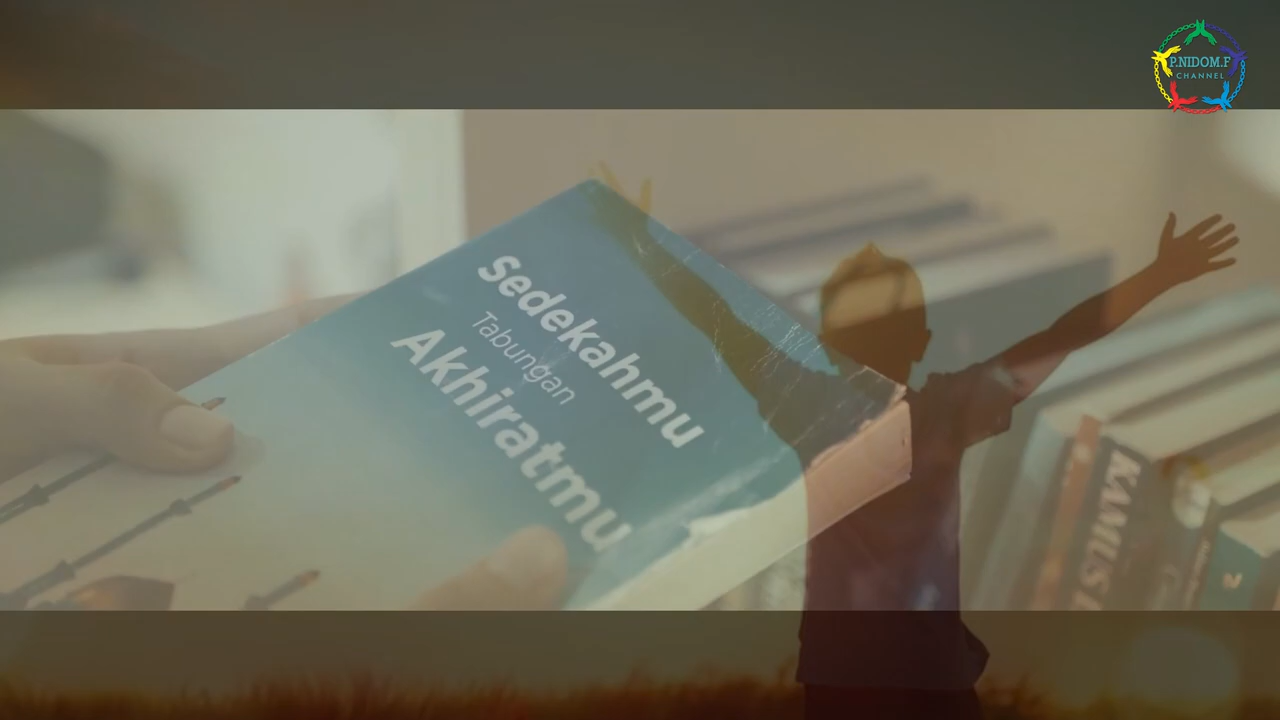 P.NIDOM.F
CHANNEL
Sedekahmu
Tabungan
Akhiratmu
KAMUS